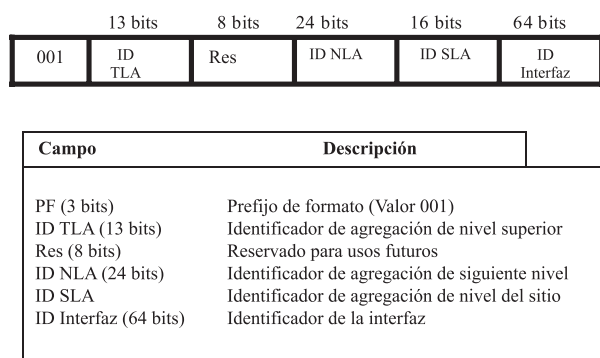 13 bits 8 bits 24 bits 16 bits 64 bits
001 ID TLA Res ID NLA ID SLA ID Interfaz
Campo Descripción
PF (3 bits) Prefijo de formato (Valor 001)
ID TLA (13 bits) Identificador de agregación de nivel superior
Res (8 bits) Reservado para usos futuros
ID NLA (24 bits) Identificador de agregación de siguiente nivel
ID SLA Identificador de agregación de nivel del sitio
ID Interfaz (64 bits) Identificador de la interfaz